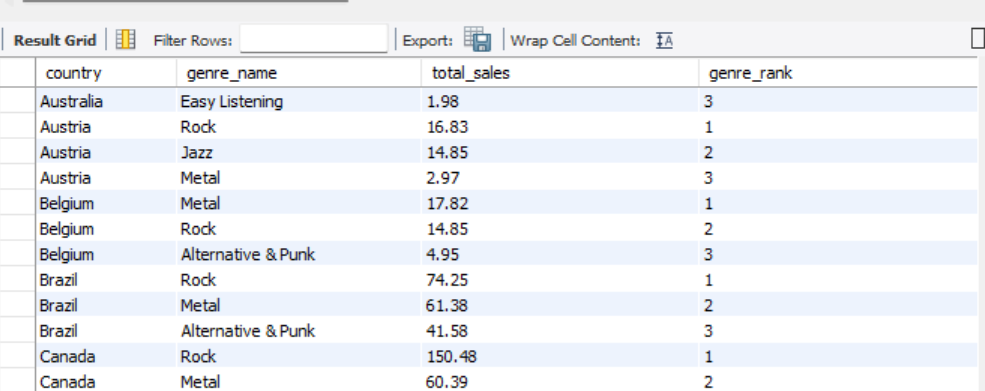 Result Grid Filter Rows: Export: Wrap Cell Content:
country genre_name total_sales genre_rank
Australia Easy Listening 1.98 3
Austria Rock 16.83 1
Austria Jazz 14.85 2
Austria Metal 2.97 3
Belgium Metal 17.82 1
Belgium Rock 14.85 2
Belgium Alternative & Punk 4.95 3
Brazil Rock 74.25 1
Brazil Metal 61.38 2
Brazil Alternative & Punk 41.58 3
Canada Rock 150.48 1
Canada Metal 60.39 2